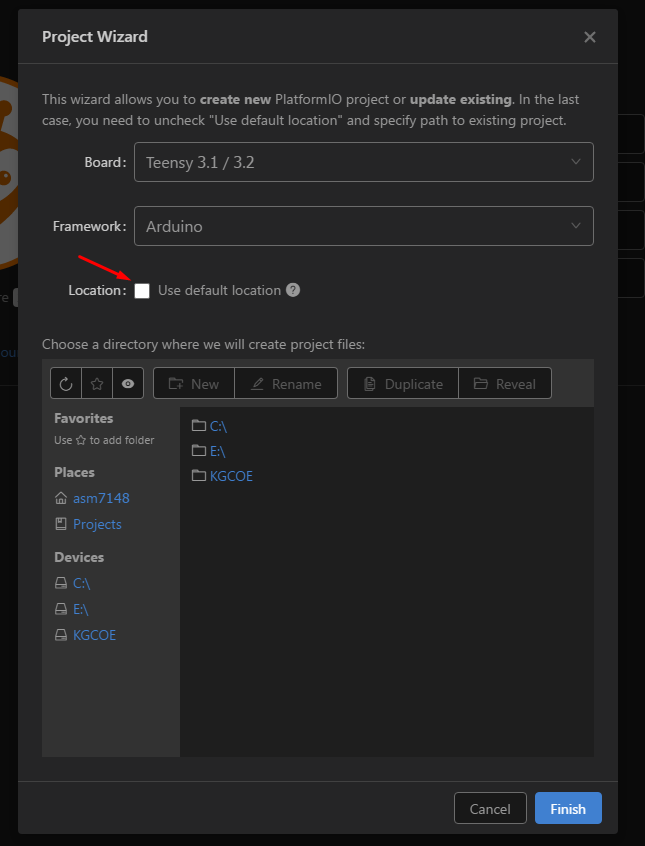 Project Wizard
This wizard allows you to create new PlatformIO project or update existing. In the last
case, you need to uncheck "Use default location" and specify path to existing project.
Board: Teensy 3.1 / 3.2
Framework: Arduino
re
Location: Use default location ?
ou
Choose a directory where we will create project files:
New Rename Duplicate Reveal
Favorites
Use ☆ to add folder
C:\
E:\
KGCOE
Places
asm7148
Projects
Devices
C:\
E:\
KGCOE
Cancel Finish